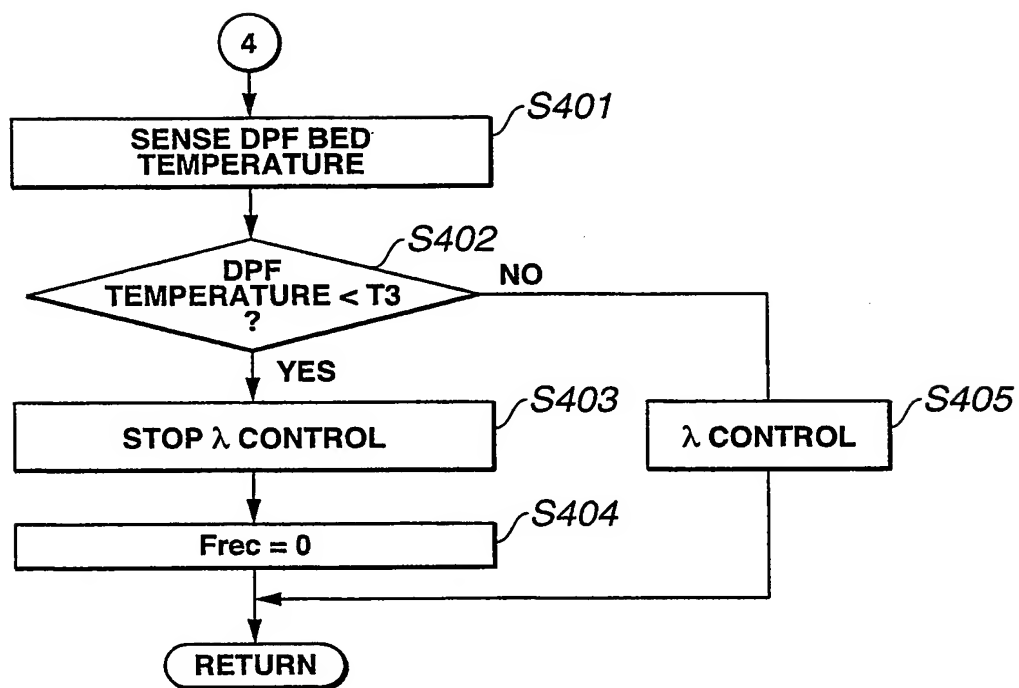 4
SENSE DPF BED
TEMPERATURE
S401
DPF
TEMPERATURE < T3
?
S402
NO
YES
STOP λ CONTROL
S403
λ CONTROL
S405
Frec = 0
S404
RETURN